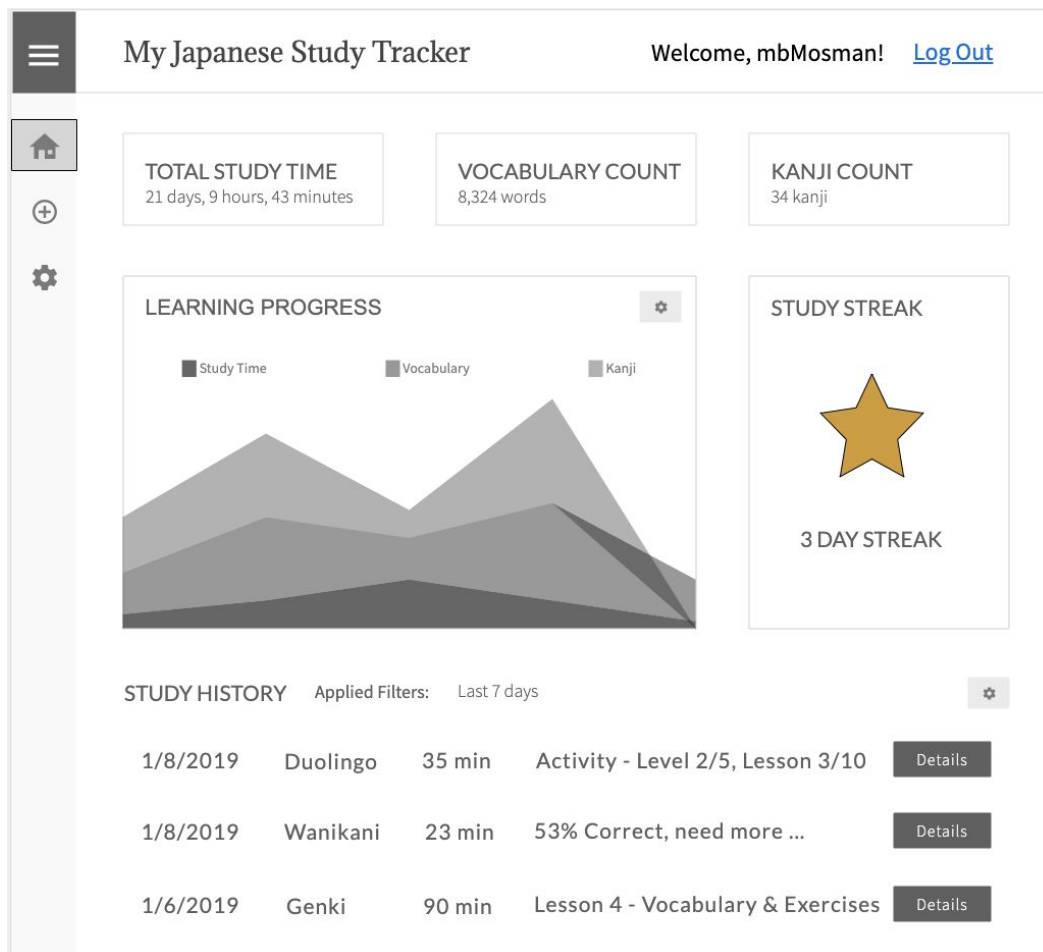 My Japanese Study Tracker
Welcome, mbMosman!
Log Out
TOTAL STUDY TIME
21 days, 9 hours, 43 minutes
VOCABULARY COUNT
8,324 words
KANJI COUNT
34 kanji
LEARNING PROGRESS
Study Time
Vocabulary
Kanji
STUDY STREAK
3 DAY STREAK
STUDY HISTORY Applied Filters: Last 7 days
1/8/2019 Duolingo 35 min Activity - Level 2/5, Lesson 3/10 Details
1/8/2019 Wanikani 23 min 53% Correct, need more ... Details
1/6/2019 Genki 90 min Lesson 4 - Vocabulary & Exercises Details